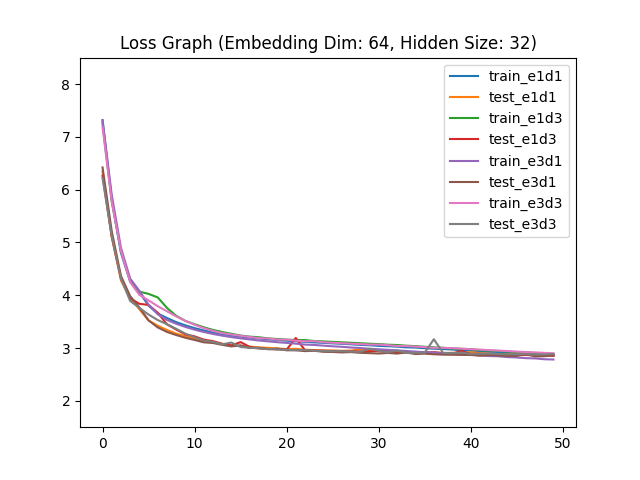 Loss Graph (Embedding Dim: 64, Hidden Size: 32)
8
7
6
5
4
3
2
0
10
20
30
40
50
train_e1d1
test_e1d1
train_e1d3
test_e1d3
train_e3d1
test_e3d1
train_e3d3
test_e3d3